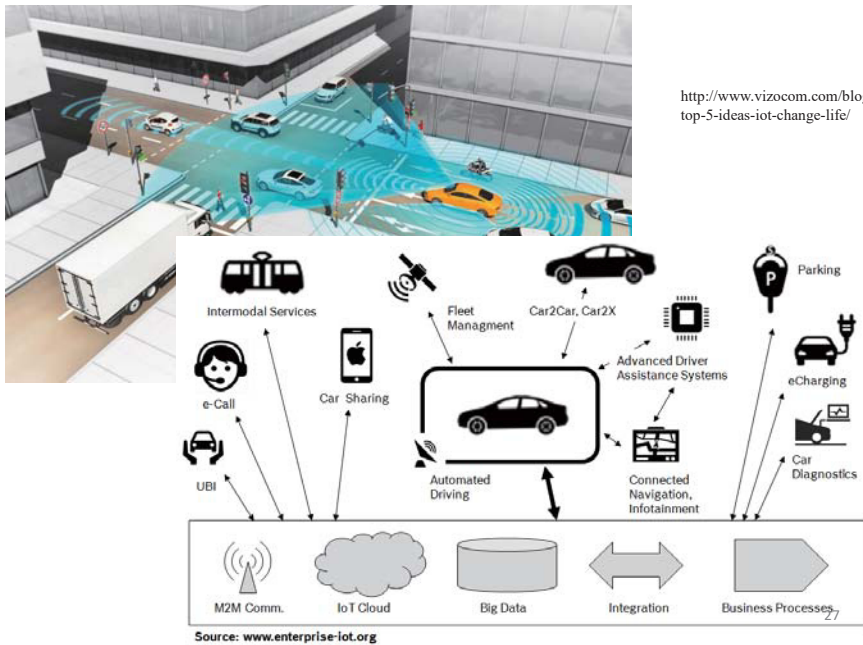 http://www.vizocom.com/blog
top-5-ideas-iot-change-life/
Intermodal Services
Fleet
Managment
Car2Car, Car2X
Parking
e-Call
Car Sharing
Advanced Driver
Assistance Systems
eCharging
UBI
Automated
Driving
Connected
Navigation,
Infotainment
Car
Diagnostics
M2M Comm.
IoT Cloud
Big Data
Integration
Business Processes
27
Source: www.enterprise-iot.org